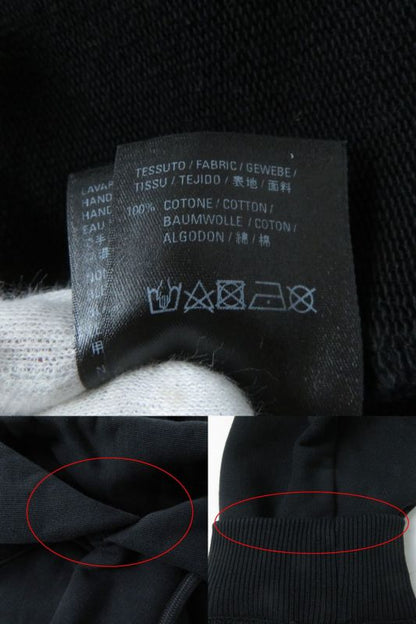 TESSUTO / FABRIC / GEWEBE /
TISSU / TEJIDO / 表地 / 面料
100% COTONE / COTTON /
BAUMWOLLE / COTON /
ALGODON / 綿 / 棉
LAVAR
HAND
HAND
EAU